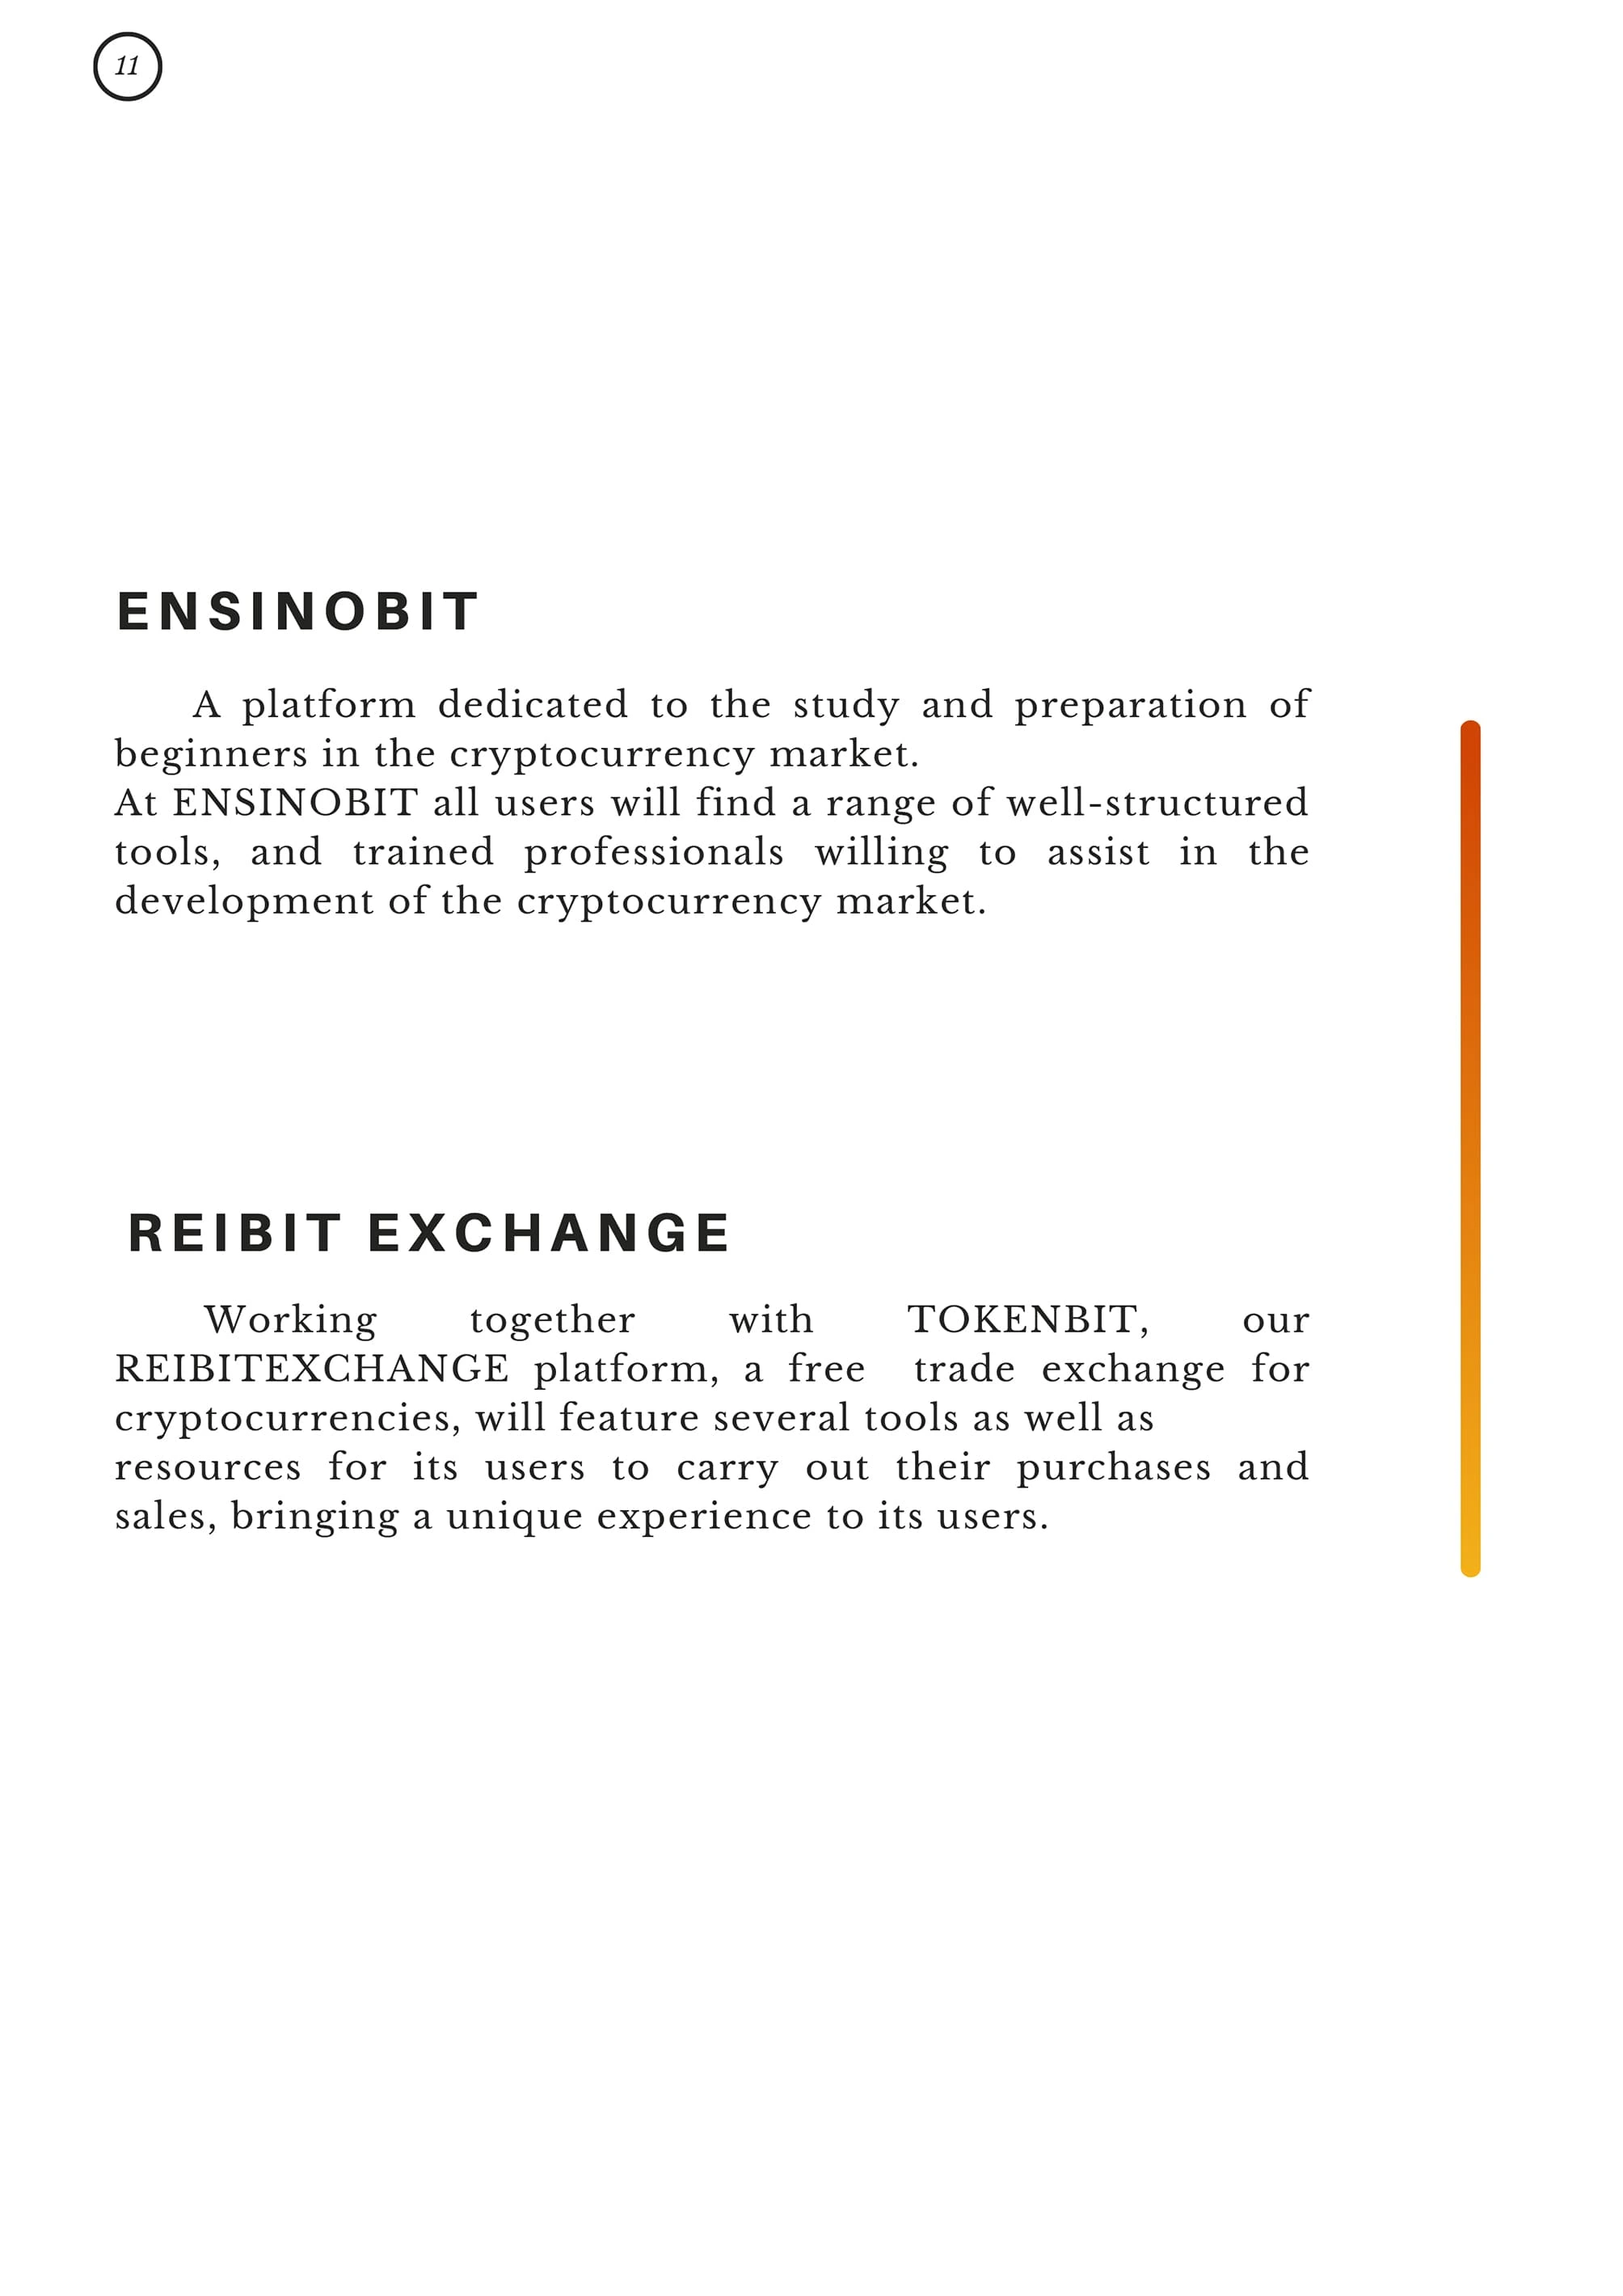 11
ENSINOBIT
A platform dedicated to the study and preparation of
beginners in the cryptocurrency market.
At ENSINOBIT all users will find a range of well-structured
tools, and trained professionals willing to assist in the
development of the cryptocurrency market.
REIBIT EXCHANGE
Working together with TOKENBIT, our
REIBITEXCHANGE platform, a free trade exchange for
cryptocurrencies, will feature several tools as well as
resources for its users to carry out their purchases and
sales, bringing a unique experience to its users.